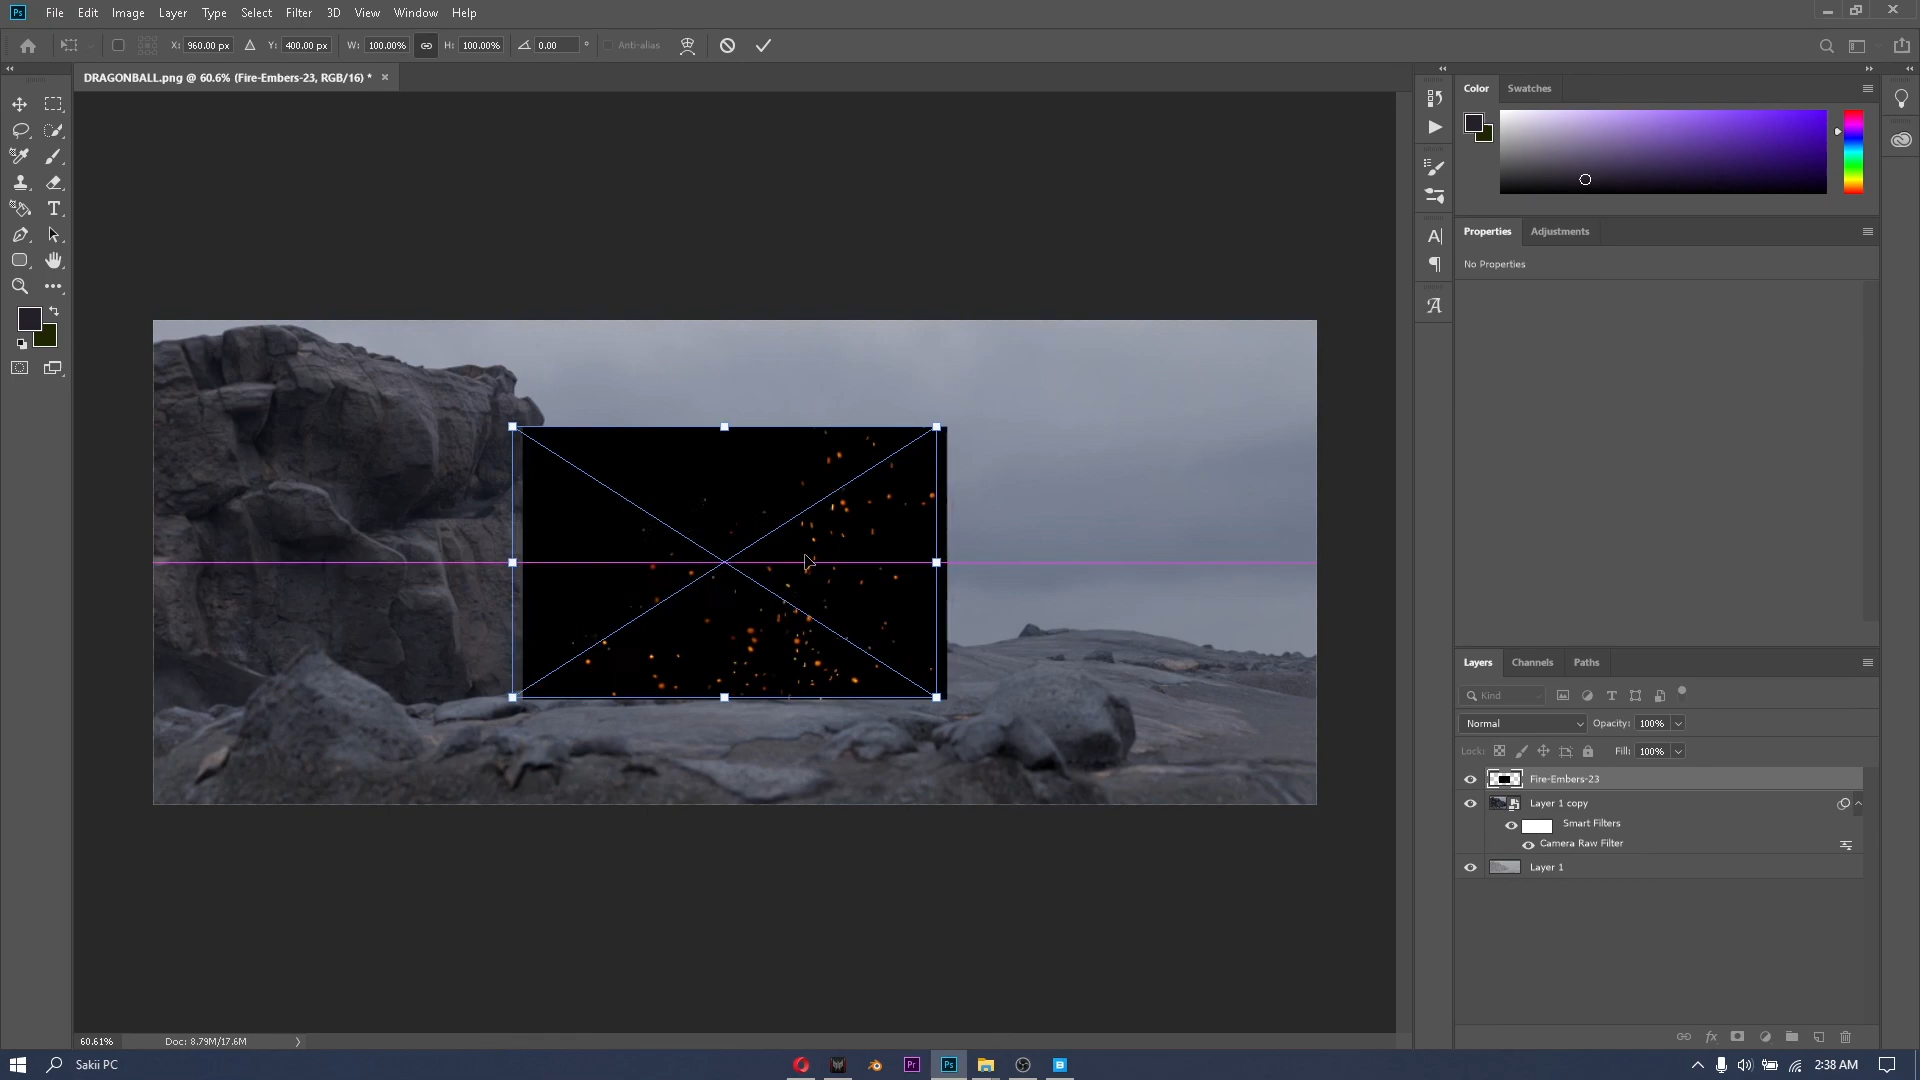 Ps File Edit Image Layer Type Select Filter 3D View Window Help
X: 960.00 px Y: 400.00 px W: 100.00% H: 100.00% 0.00 ° Anti-alias
DRAGONBALL.png @ 60.6% (Fire-Embers-23, RGB/16) * ×
Color Swatches
Properties Adjustments
No Properties
Layers Channels Paths
Kind
Normal Opacity: 100%
Lock: Fill: 100%
Fire-Embers-23
Layer 1 copy
Smart Filters
Camera Raw Filter
Layer 1
60.61% Doc: 8.79M/17.6M
Sakii PC Pr Ps 2:38 AM